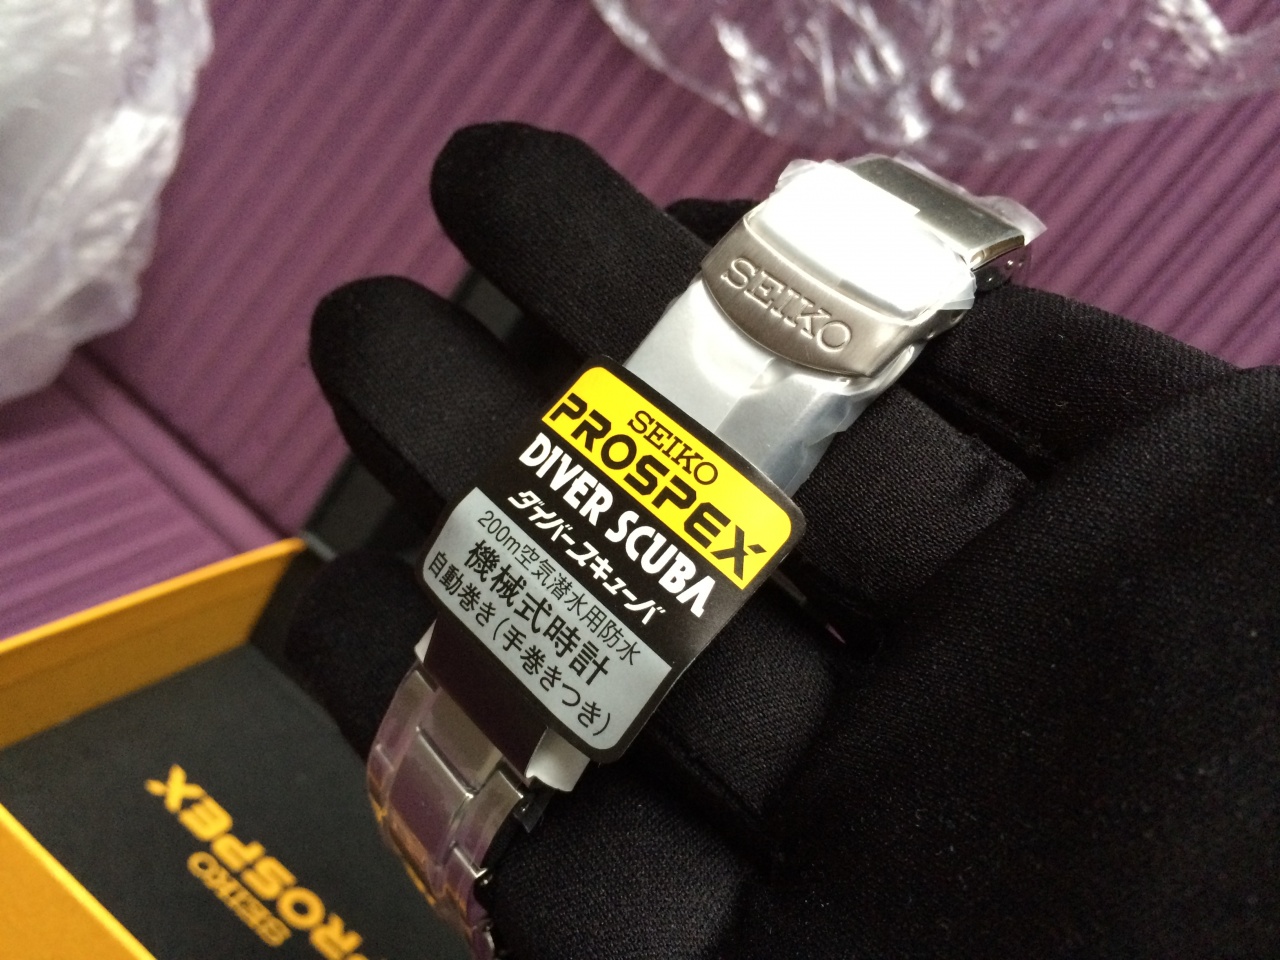 SEIKO
SEIKO
PROSPEX
DIVER SCUBA
ダイバースキューバ
200m空気潜水用防水
機械式時計
自動巻き(手巻きつき)
SEIKO
PROSPEX